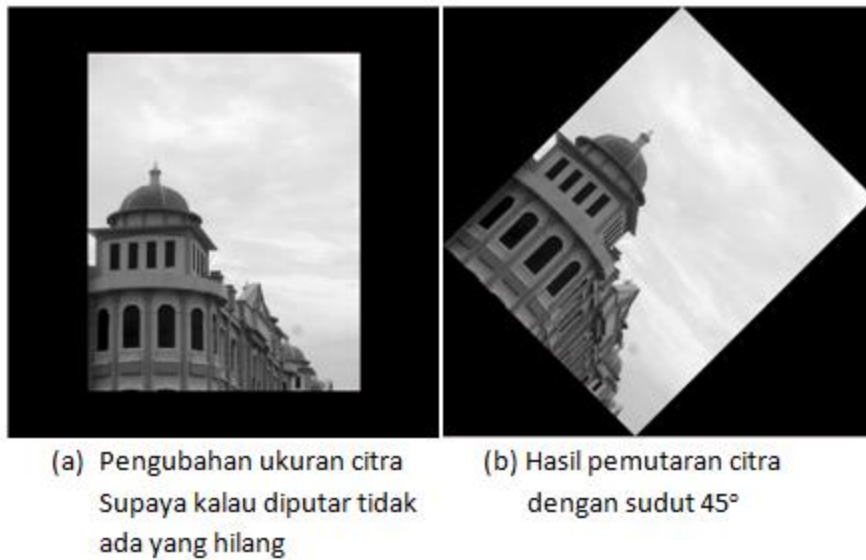 (a) Pengubahan ukuran citra
Supaya kalau diputar tidak
ada yang hilang
(b) Hasil pemutaran citra
dengan sudut 45°